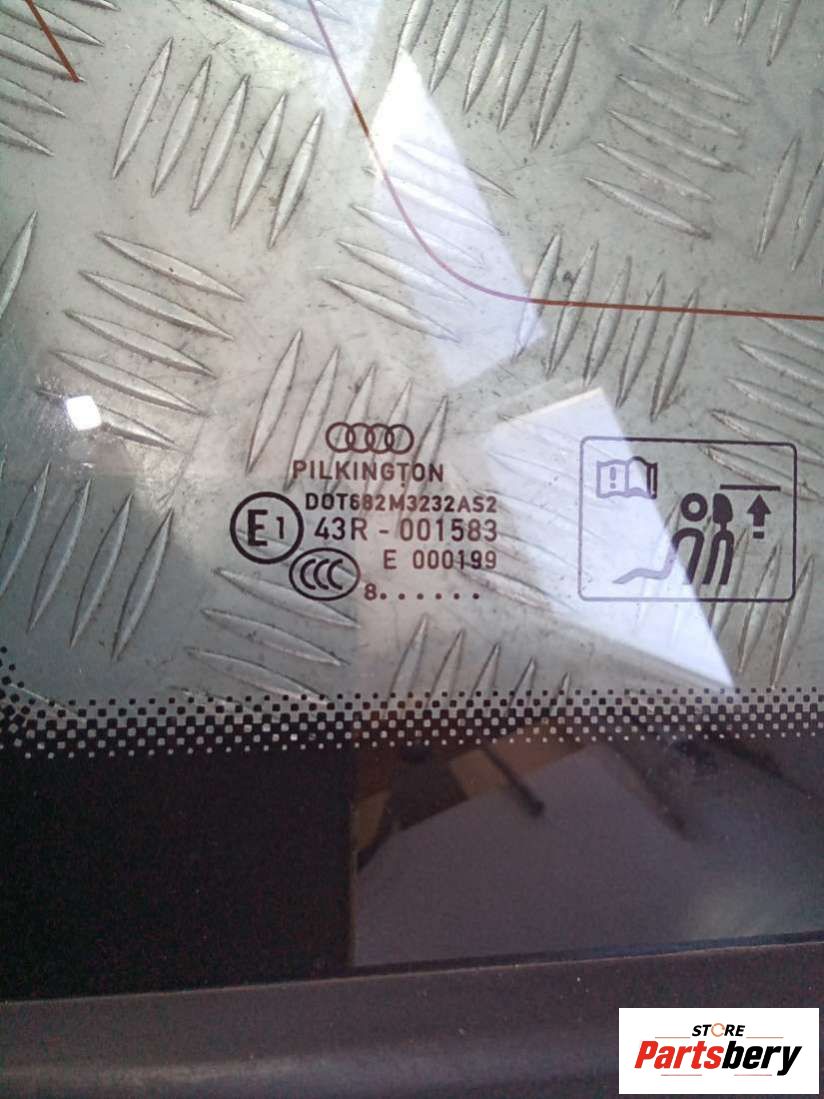 PILKINGTON
DOT682M3232AS2
E1 43R - 001583
E 000199
CCC 8. . . . . .
STORE
Partsbery